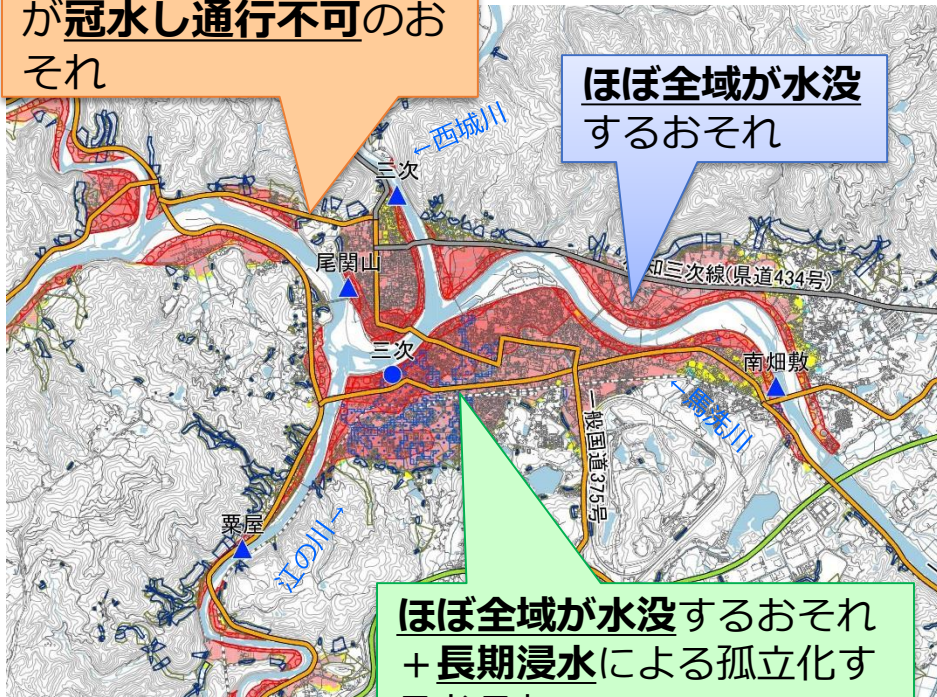 が冠水し通行不可のお
それ
ほぼ全域が水没
するおそれ
←西城川
三次
尾関山
知三次線(県道434号)
三次
南畑敷
←馬洗川
一般国道375号
粟屋
江の川→
ほぼ全域が水没するおそれ
+長期浸水による孤立化す